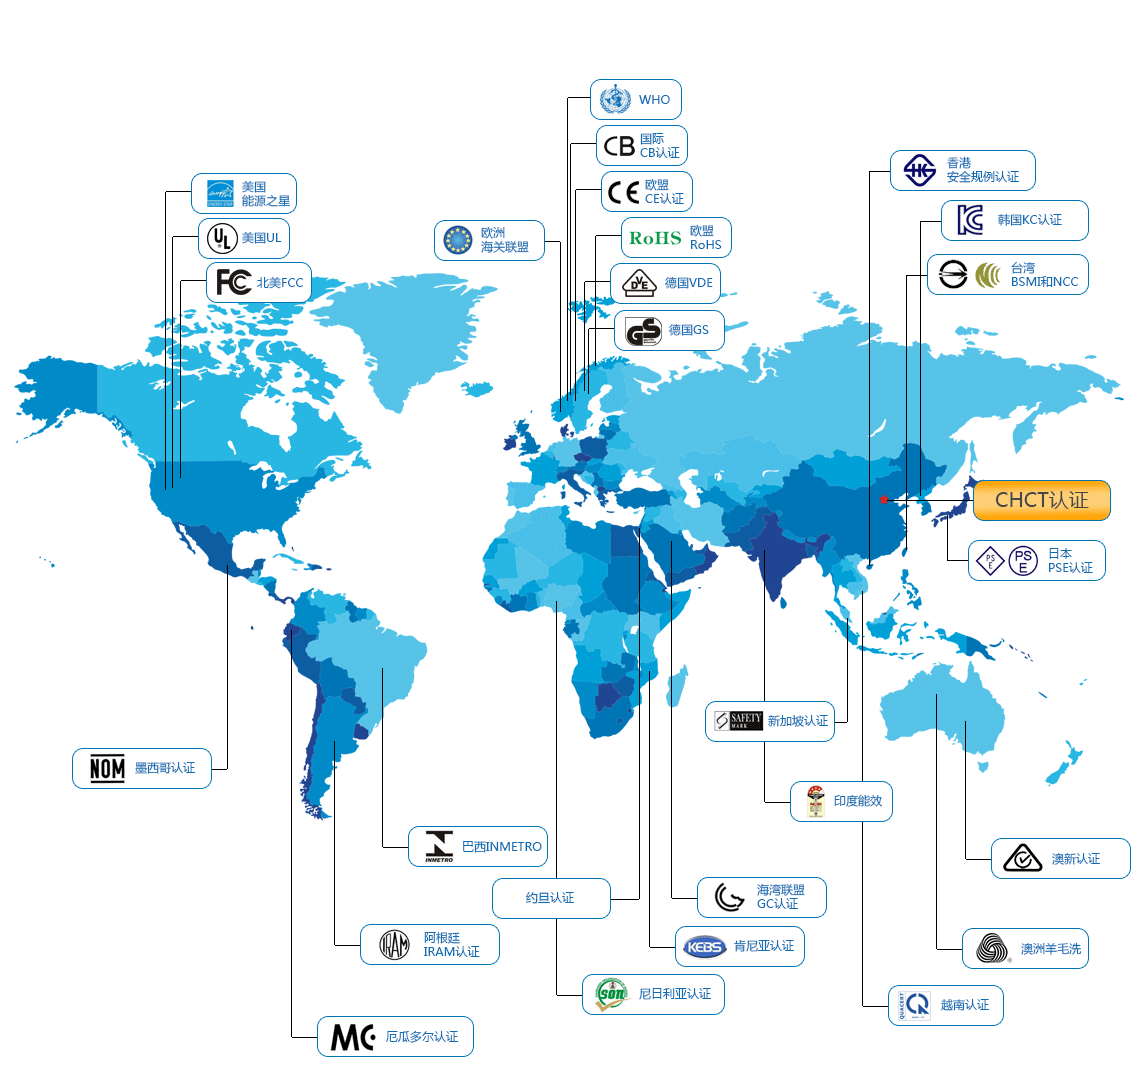 WHO
CB
国际
CB认证
CE
欧盟
CE认证
RoHS
欧盟
RoHS
VDE
德国VDE
GS
德国GS
欧洲
海关联盟
美国
能源之星
UL
美国UL
FC
北美FCC
HK
香港
安全规例认证
KC
韩国KC认证
台湾
BSMI和NCC
CHCT认证
PSE
PSE
日本
PSE认证
SAFETY
MARK
新加坡认证
印度能效
NOM
墨西哥认证
INMETRO
巴西INMETRO
约旦认证
海湾联盟
GC认证
KEBS
肯尼亚认证
IRAM
阿根廷
IRAM认证
SON
尼日利亚认证
MC
厄瓜多尔认证
澳新认证
澳洲羊毛洗
QUACERT
越南认证